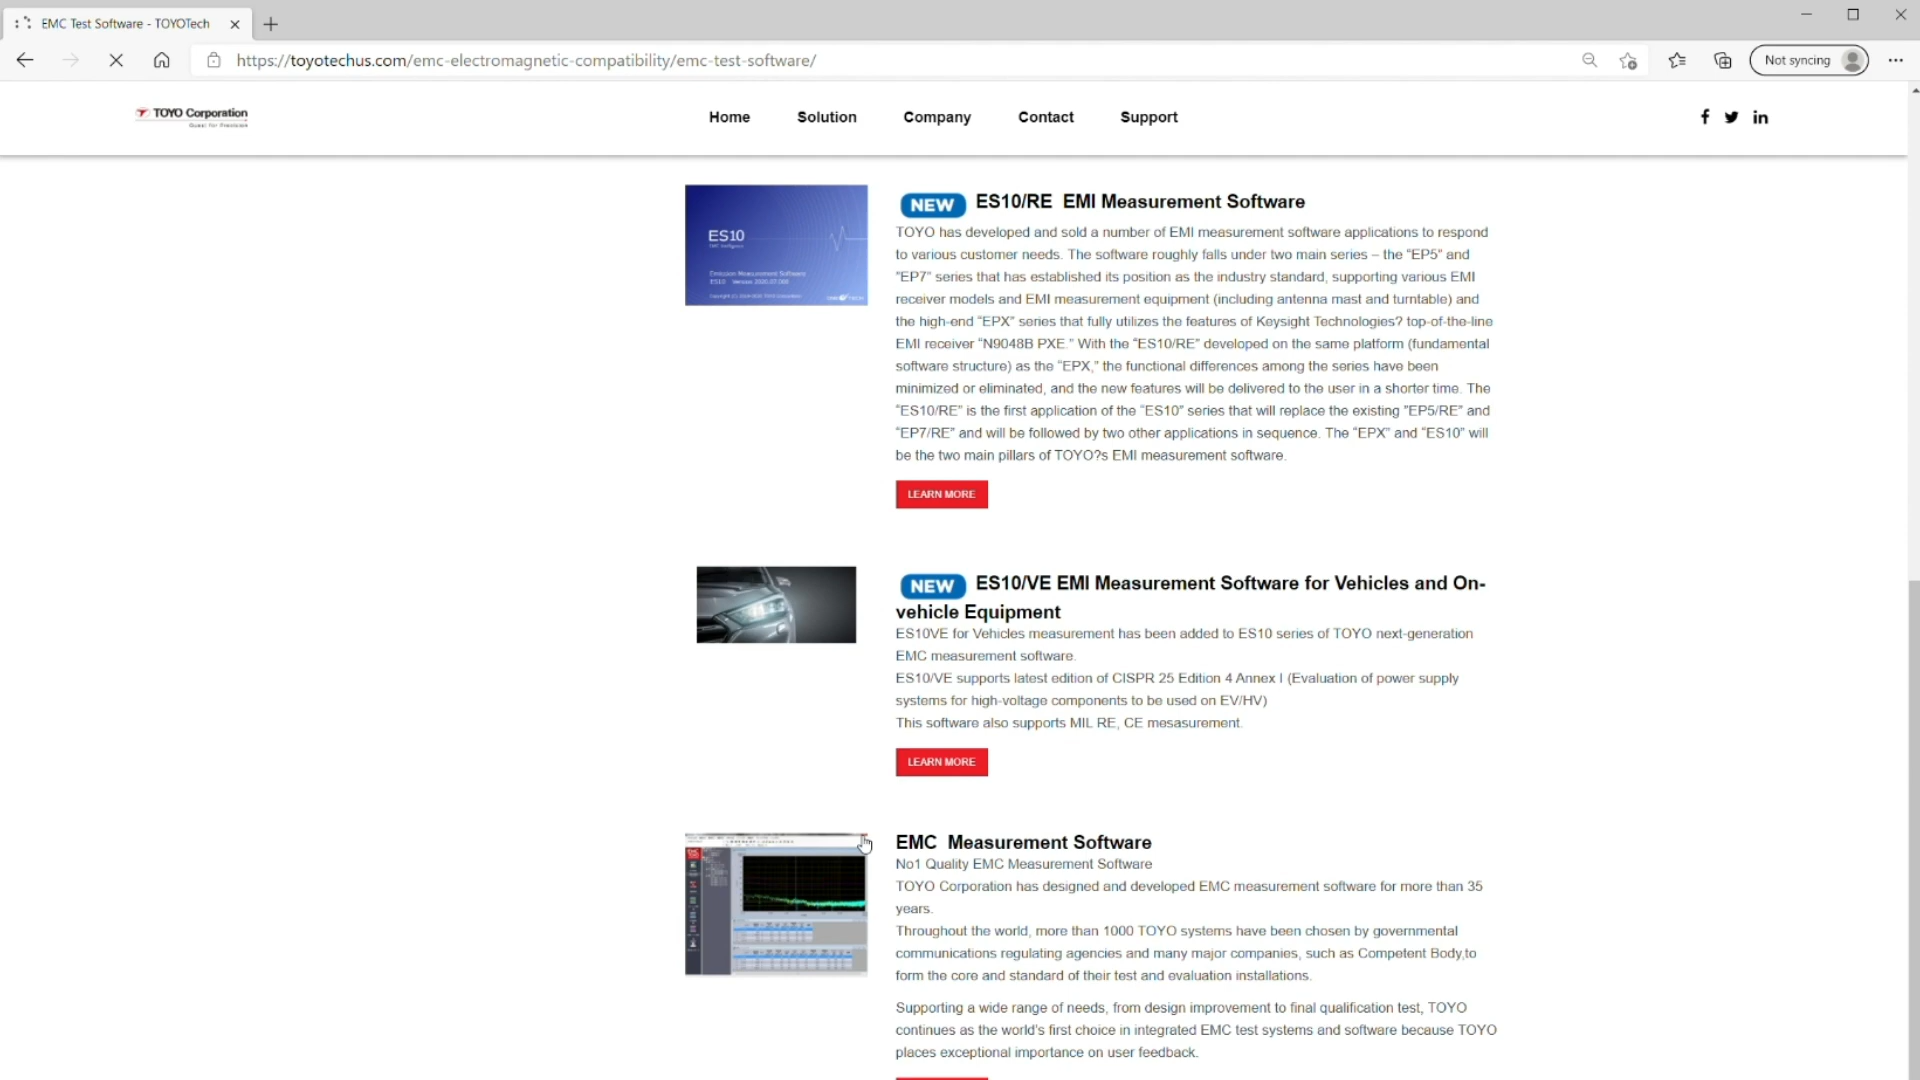 EMC Test Software - TOYOTech
https://toyotechus.com/emc-electromagnetic-compatibility/emc-test-software/
Not syncing
TOYO Corporation
Quest for Precision
Home
Solution
Company
Contact
Support
ES10
Emission Measurement Software
NEW ES10/RE EMI Measurement Software
TOYO has developed and sold a number of EMI measurement software applications to respond
to various customer needs. The software roughly falls under two main series – the “EP5” and
"EP7" series that has established its position as the industry standard, supporting various EMI
receiver models and EMI measurement equipment (including antenna mast and turntable) and
the high-end “EPX” series that fully utilizes the features of Keysight Technologies? top-of-the-line
EMI receiver “N9048B PXE.” With the “ES10/RE” developed on the same platform (fundamental
software structure) as the “EPX,” the functional differences among the series have been
minimized or eliminated, and the new features will be delivered to the user in a shorter time. The
“ES10/RE” is the first application of the “ES10” series that will replace the existing ”EP5/RE” and
“EP7/RE” and will be followed by two other applications in sequence. The “EPX” and “ES10” will
be the two main pillars of TOYO?s EMI measurement software.
LEARN MORE
NEW ES10/VE EMI Measurement Software for Vehicles and On-
vehicle Equipment
ES10VE for Vehicles measurement has been added to ES10 series of TOYO next-generation
EMC measurement software.
ES10/VE supports latest edition of CISPR 25 Edition 4 Annex I (Evaluation of power supply
systems for high-voltage components to be used on EV/HV)
This software also supports MIL RE, CE mesasurement.
LEARN MORE
EMC Measurement Software
No1 Quality EMC Measurement Software
TOYO Corporation has designed and developed EMC measurement software for more than 35
years.
Throughout the world, more than 1000 TOYO systems have been chosen by governmental
communications regulating agencies and many major companies, such as Competent Body,to
form the core and standard of their test and evaluation installations.
Supporting a wide range of needs, from design improvement to final qualification test, TOYO
continues as the world's first choice in integrated EMC test systems and software because TOYO
places exceptional importance on user feedback.